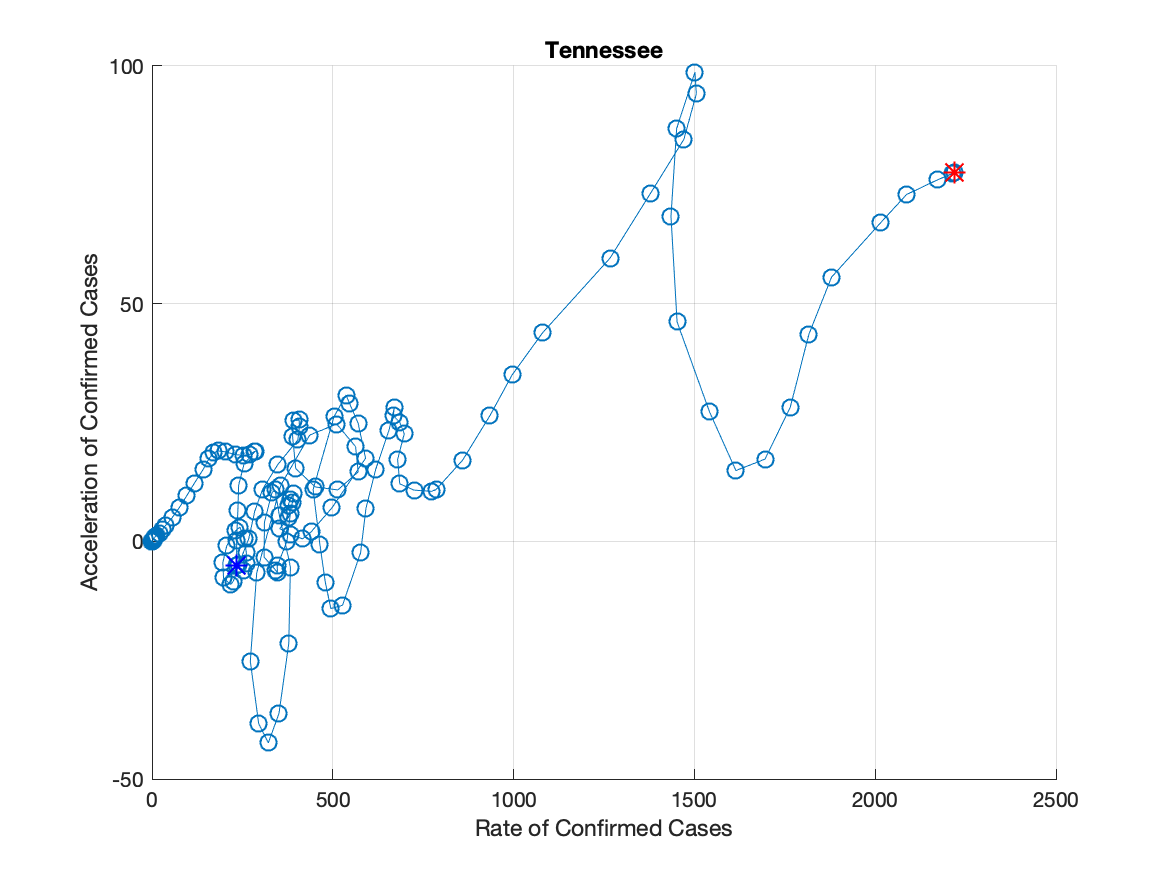 Tennessee
Acceleration of Confirmed Cases
100
50
0
-50
0 500 1000 1500 2000 2500
Rate of Confirmed Cases